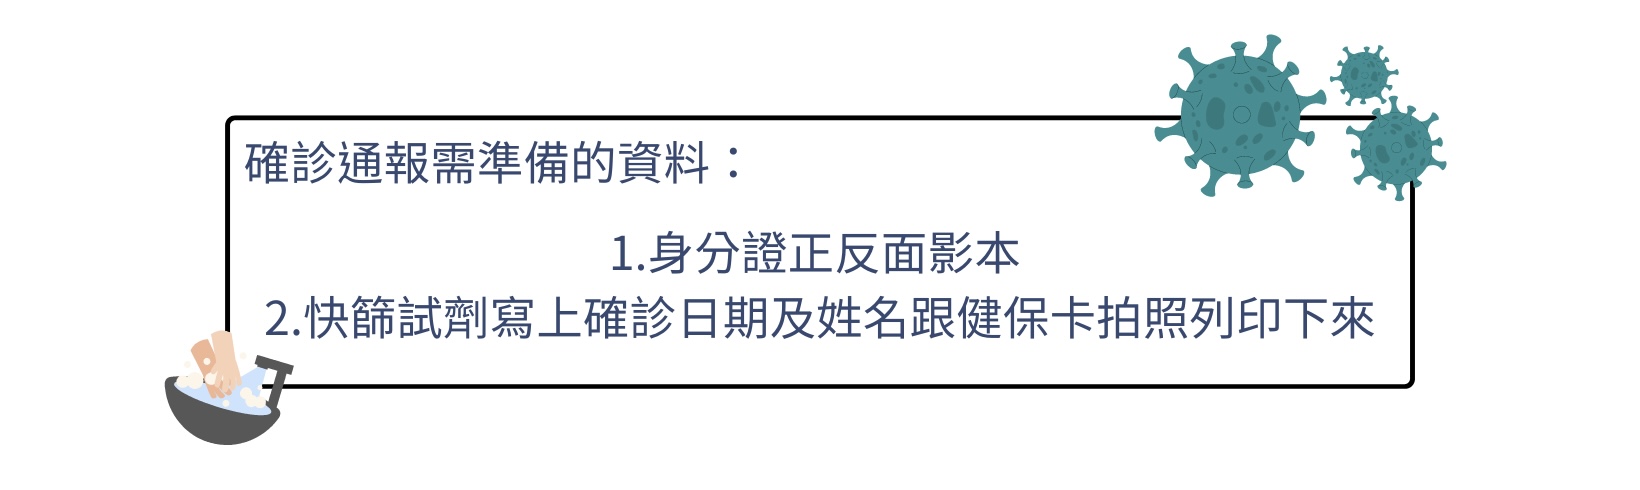 確診通報需準備的資料：
1.身分證正反面影本
2.快篩試劑寫上確診日期及姓名跟健保卡拍照列印下來